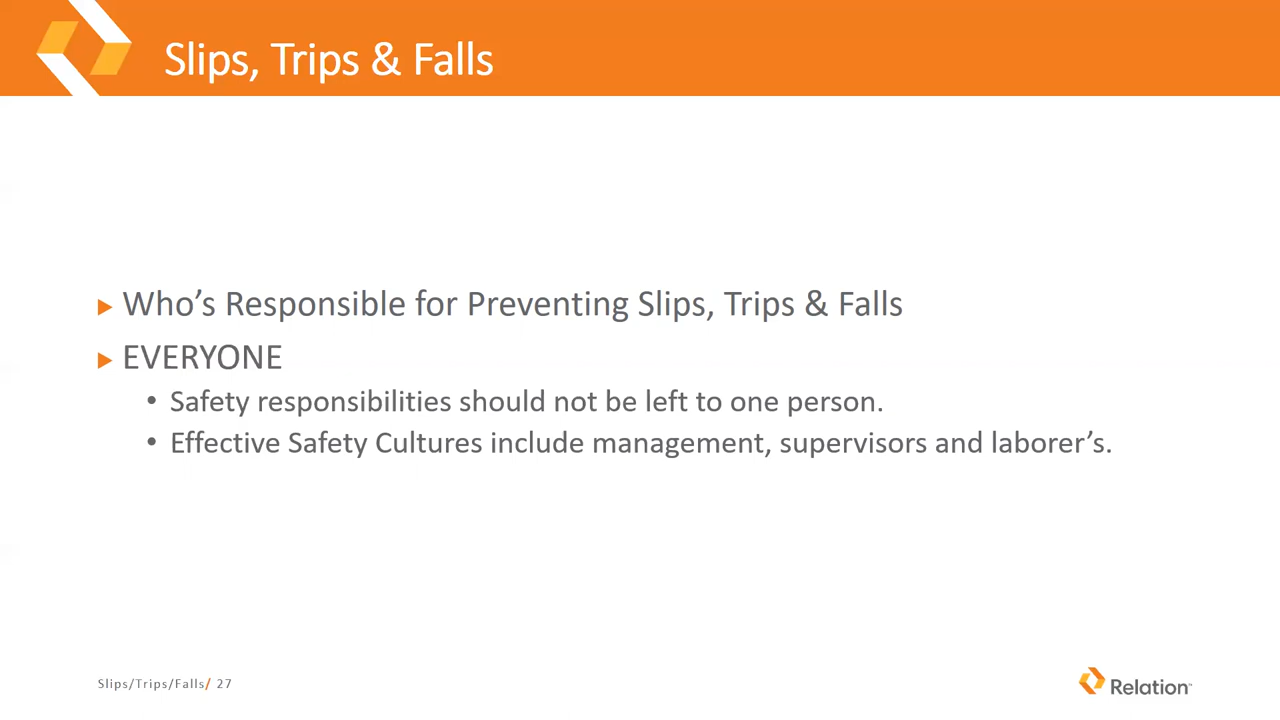 Slips, Trips & Falls
Who’s Responsible for Preventing Slips, Trips & Falls
EVERYONE
• Safety responsibilities should not be left to one person.
• Effective Safety Cultures include management, supervisors and laborer’s.
Slips/Trips/Falls/ 27
Relation™